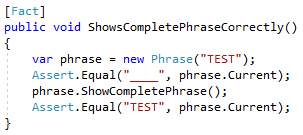 [Fact]
public void ShowsCompletePhraseCorrectly()
{
    var phrase = new Phrase("TEST");
    Assert.Equal("____", phrase.Current);
    phrase.ShowCompletePhrase();
    Assert.Equal("TEST", phrase.Current);
}